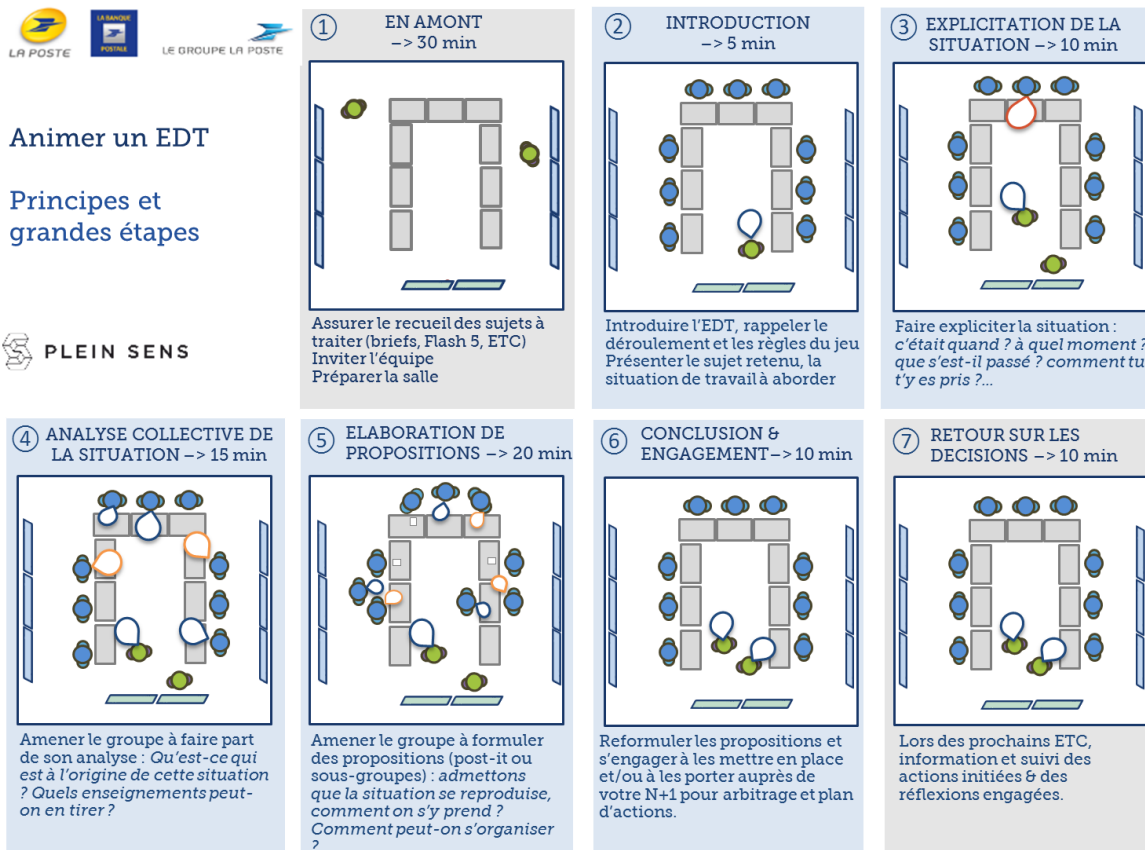 LA POSTE
LA BANQUE
POSTALE
LE GROUPE LA POSTE
Animer un EDT
Principes et
grandes étapes
PLEIN SENS
1
EN AMONT
–> 30 min
Assurer le recueil des sujets à
traiter (briefs, Flash 5, ETC)
Inviter l’équipe
Préparer la salle
2
INTRODUCTION
–> 5 min
Introduire l’EDT, rappeler le
déroulement et les règles du jeu
Présenter le sujet retenu, la
situation de travail à aborder
3
EXPLICITATION DE LA
SITUATION –> 10 min
Faire expliciter la situation :
c’était quand ? à quel moment ?
que s’est-il passé ? comment tu
t’y es pris ?...
4
ANALYSE COLLECTIVE DE
LA SITUATION –> 15 min
Amener le groupe à faire part
de son analyse : Qu’est-ce qui
est à l’origine de cette situation
? Quels enseignements peut-
on en tirer ?
5
ELABORATION DE
PROPOSITIONS –> 20 min
Amener le groupe à formuler
des propositions (post-it ou
sous-groupes) : admettons
que la situation se reproduise,
comment on s’y prend ?
Comment peut-on s’organiser
?
6
CONCLUSION &
ENGAGEMENT–> 10 min
Reformuler les propositions et
s’engager à les mettre en place
et/ou à les porter auprès de
votre N+1 pour arbitrage et plan
d’actions.
7
RETOUR SUR LES
DECISIONS –> 10 min
Lors des prochains ETC,
information et suivi des
actions initiées & des
réflexions engagées.